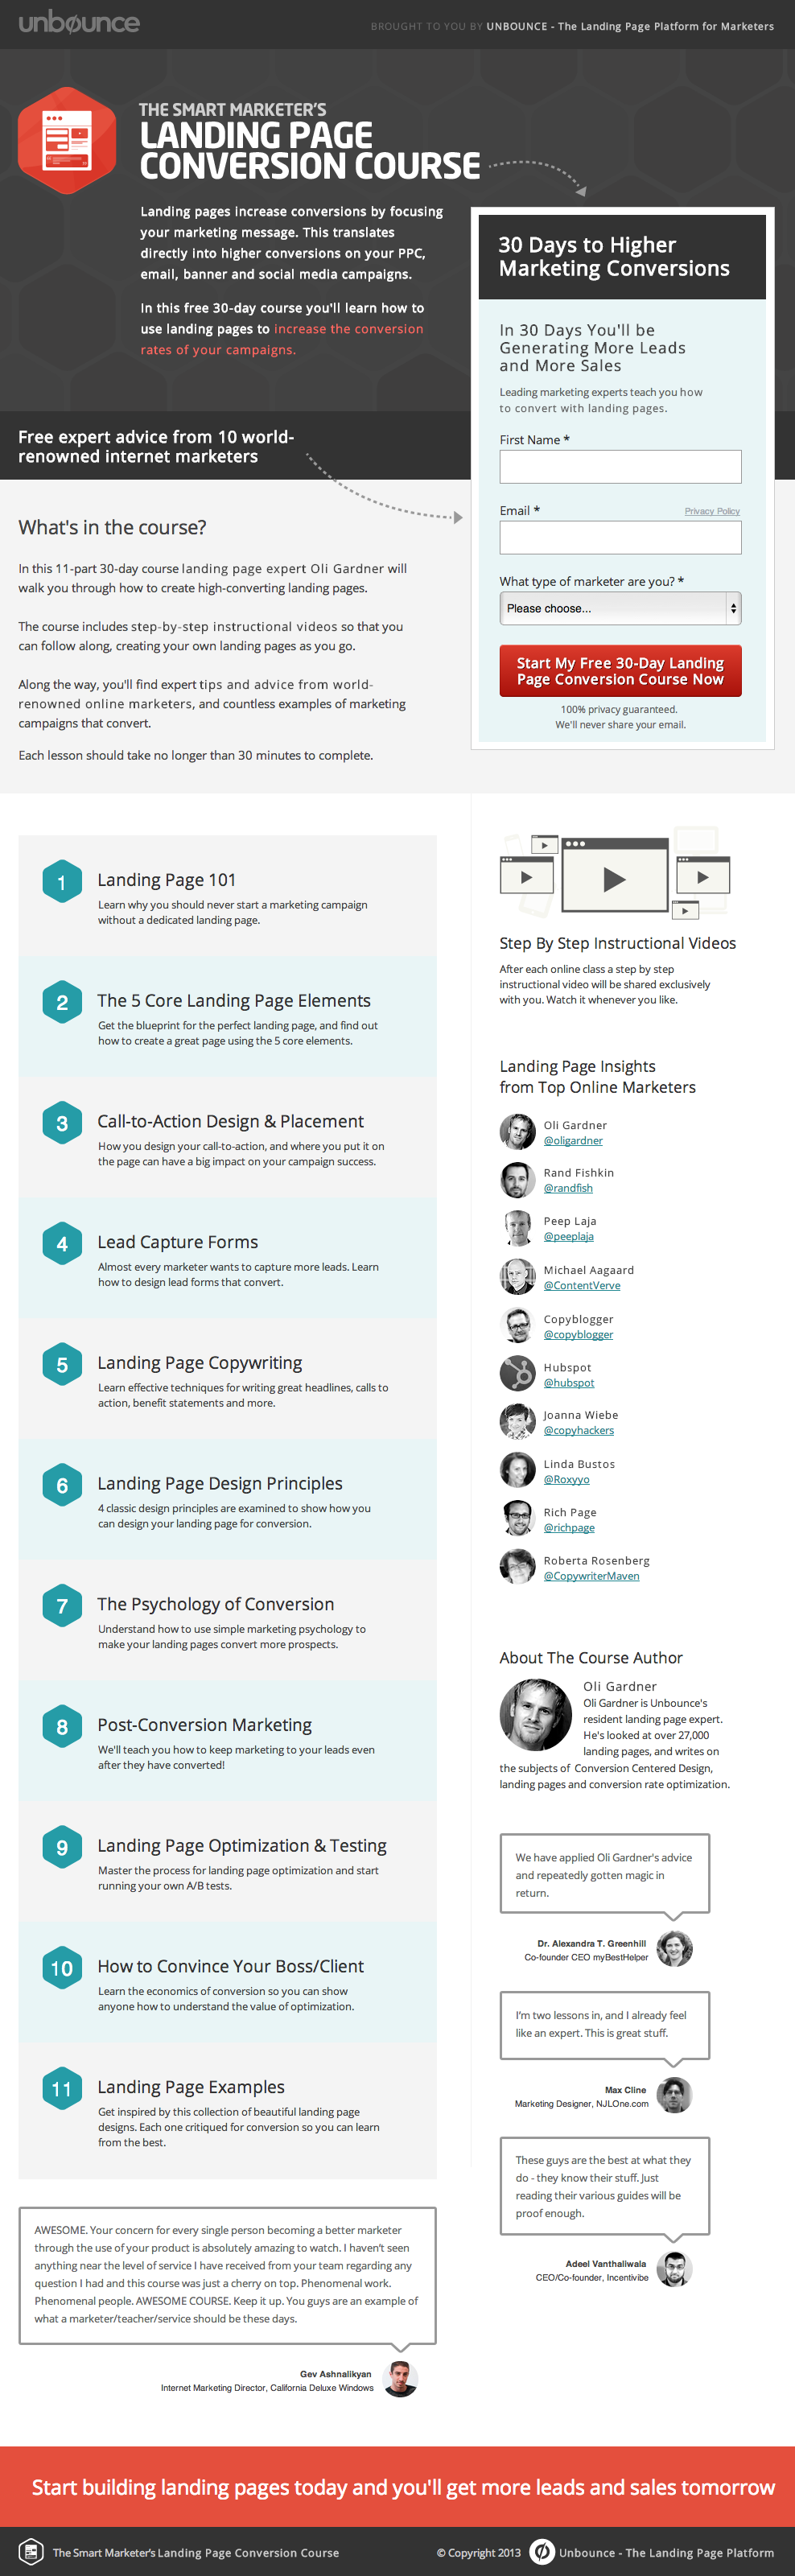 unbounce
BROUGHT TO YOU BY UNBOUNCE - The Landing Page Platform for Marketers
THE SMART MARKETER'S
LANDING PAGE
CONVERSION COURSE
Landing pages increase conversions by focusing
your marketing message. This translates
directly into higher conversions on your PPC,
email, banner and social media campaigns.
In this free 30-day course you'll learn how to
use landing pages to increase the conversion
rates of your campaigns.
Free expert advice from 10 world-
renowned internet marketers
30 Days to Higher
Marketing Conversions
In 30 Days You'll be
Generating More Leads
and More Sales
Leading marketing experts teach you how
to convert with landing pages.
First Name *
Email *
Privacy Policy
What type of marketer are you? *
Please choose...
Start My Free 30-Day Landing
Page Conversion Course Now
100% privacy guaranteed.
We'll never share your email.
What's in the course?
In this 11-part 30-day course landing page expert Oli Gardner will
walk you through how to create high-converting landing pages.
The course includes step-by-step instructional videos so that you
can follow along, creating your own landing pages as you go.
Along the way, you'll find expert tips and advice from world-
renowned online marketers, and countless examples of marketing
campaigns that convert.
Each lesson should take no longer than 30 minutes to complete.
1
Landing Page 101
Learn why you should never start a marketing campaign
without a dedicated landing page.
2
The 5 Core Landing Page Elements
Get the blueprint for the perfect landing page, and find out
how to create a great page using the 5 core elements.
3
Call-to-Action Design & Placement
How you design your call-to-action, and where you put it on
the page can have a big impact on your campaign success.
4
Lead Capture Forms
Almost every marketer wants to capture more leads. Learn
how to design lead forms that convert.
5
Landing Page Copywriting
Learn effective techniques for writing great headlines, calls to
action, benefit statements and more.
6
Landing Page Design Principles
4 classic design principles are examined to show how you
can design your landing page for conversion.
7
The Psychology of Conversion
Understand how to use simple marketing psychology to
make your landing pages convert more prospects.
8
Post-Conversion Marketing
We'll teach you how to keep marketing to your leads even
after they have converted!
9
Landing Page Optimization & Testing
Master the process for landing page optimization and start
running your own A/B tests.
10
How to Convince Your Boss/Client
Learn the economics of conversion so you can show
anyone how to understand the value of optimization.
11
Landing Page Examples
Get inspired by this collection of beautiful landing page
designs. Each one critiqued for conversion so you can learn
from the best.
AWESOME. Your concern for every single person becoming a better marketer
through the use of your product is absolutely amazing to watch. I haven't seen
anything near the level of service I have received from your team regarding any
question I had and this course was just a cherry on top. Phenomenal work.
Phenomenal people. AWESOME COURSE. Keep it up. You guys are an example of
what a marketer/teacher/service should be these days.
Gev Ashnalikyan
Internet Marketing Director, California Deluxe Windows
Step By Step Instructional Videos
After each online class a step by step
instructional video will be shared exclusively
with you. Watch it whenever you like.
Landing Page Insights
from Top Online Marketers
Oli Gardner
@oligardner
Rand Fishkin
@randfish
Peep Laja
@peeplaja
Michael Aagaard
@ContentVerve
Copyblogger
@copyblogger
Hubspot
@hubspot
Joanna Wiebe
@copyhackers
Linda Bustos
@Roxyyo
Rich Page
@richpage
Roberta Rosenberg
@CopywriterMaven
About The Course Author
Oli Gardner
Oli Gardner is Unbounce's
resident landing page expert.
He's looked at over 27,000
landing pages, and writes on
the subjects of Conversion Centered Design,
landing pages and conversion rate optimization.
We have applied Oli Gardner's advice
and repeatedly gotten magic in
return.
Dr. Alexandra T. Greenhill
Co-founder CEO myBestHelper
I'm two lessons in, and I already feel
like an expert. This is great stuff.
Max Cline
Marketing Designer, NJLOne.com
These guys are the best at what they
do - they know their stuff. Just
reading their various guides will be
proof enough.
Adeel Vanthaliwala
CEO/Co-founder, Incentivibe
Start building landing pages today and you'll get more leads and sales tomorrow
The Smart Marketer's Landing Page Conversion Course
© Copyright 2013
Unbounce - The Landing Page Platform